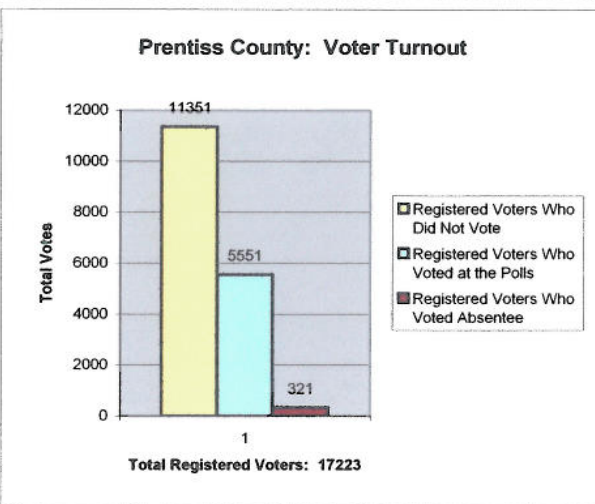 Prentiss County: Voter Turnout
12000
10000
8000
6000
4000
2000
0
Total Votes
11351
5551
321
1
Total Registered Voters: 17223
Registered Voters Who
Did Not Vote
Registered Voters Who
Voted at the Polls
Registered Voters Who
Voted Absentee